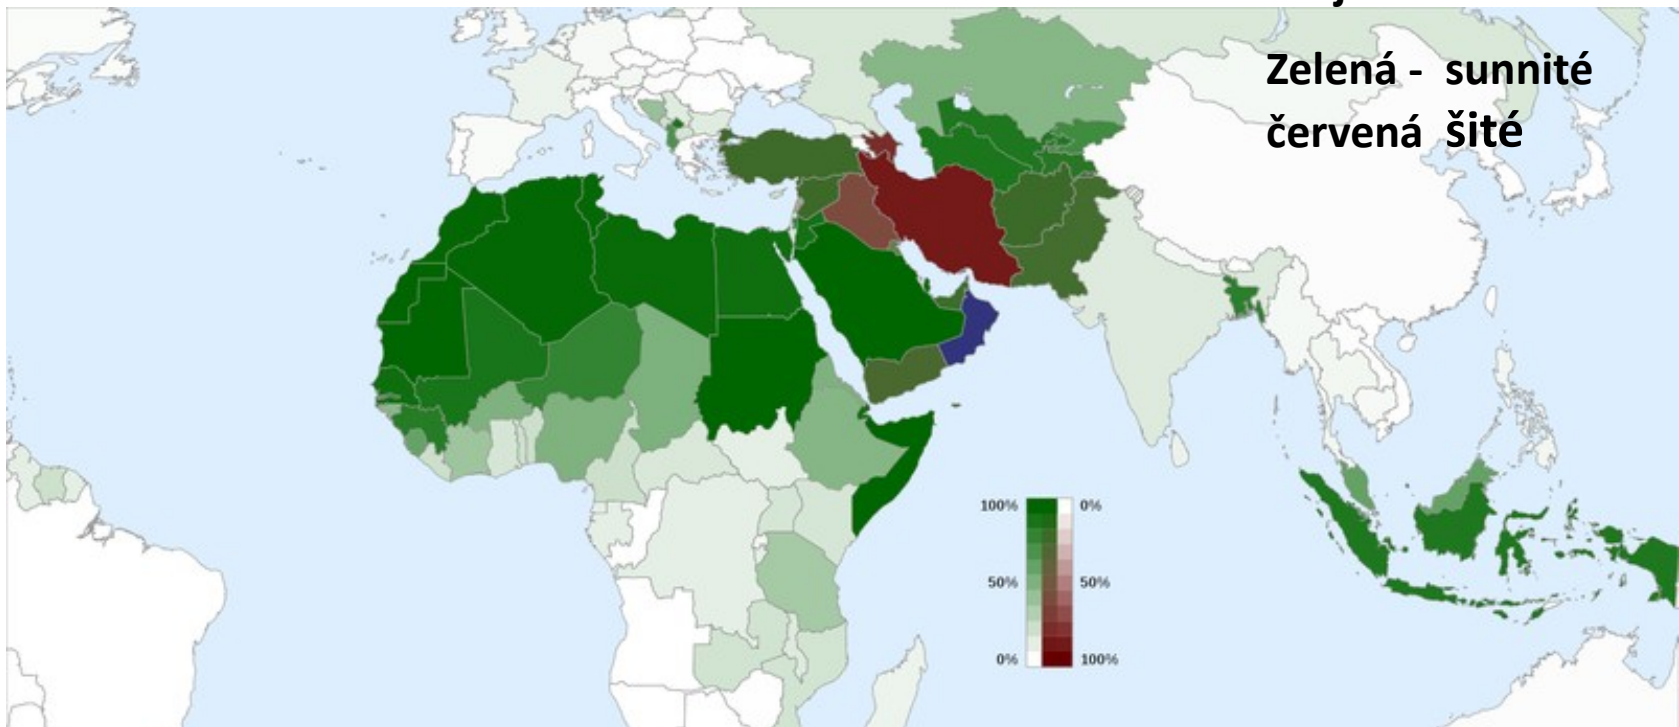 Zelená - sunnité
červená šité
100% 0%
50% 50%
0% 100%